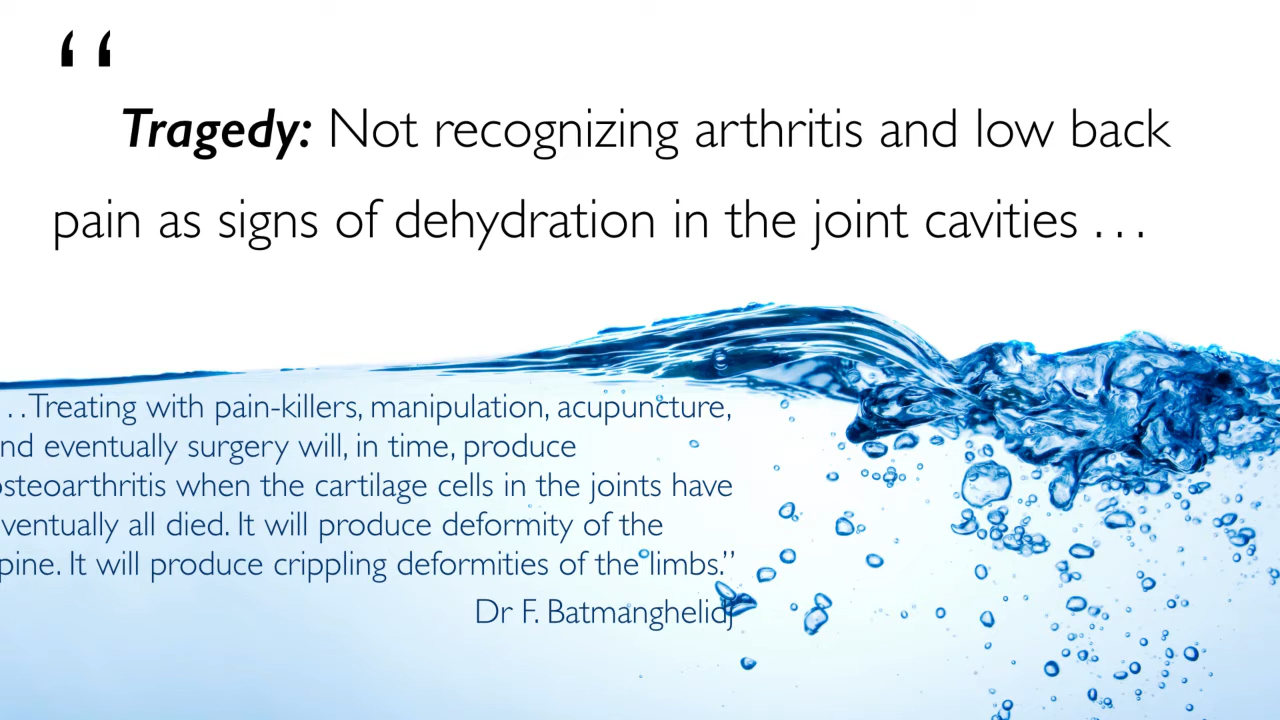 “
Tragedy: Not recognizing arthritis and low back
pain as signs of dehydration in the joint cavities . . .
. . Treating with pain-killers, manipulation, acupuncture,
nd eventually surgery will, in time, produce
osteoarthritis when the cartilage cells in the joints have
ventually all died. It will produce deformity of the
pine. It will produce crippling deformities of the limbs.”
Dr F. Batmanghelidj